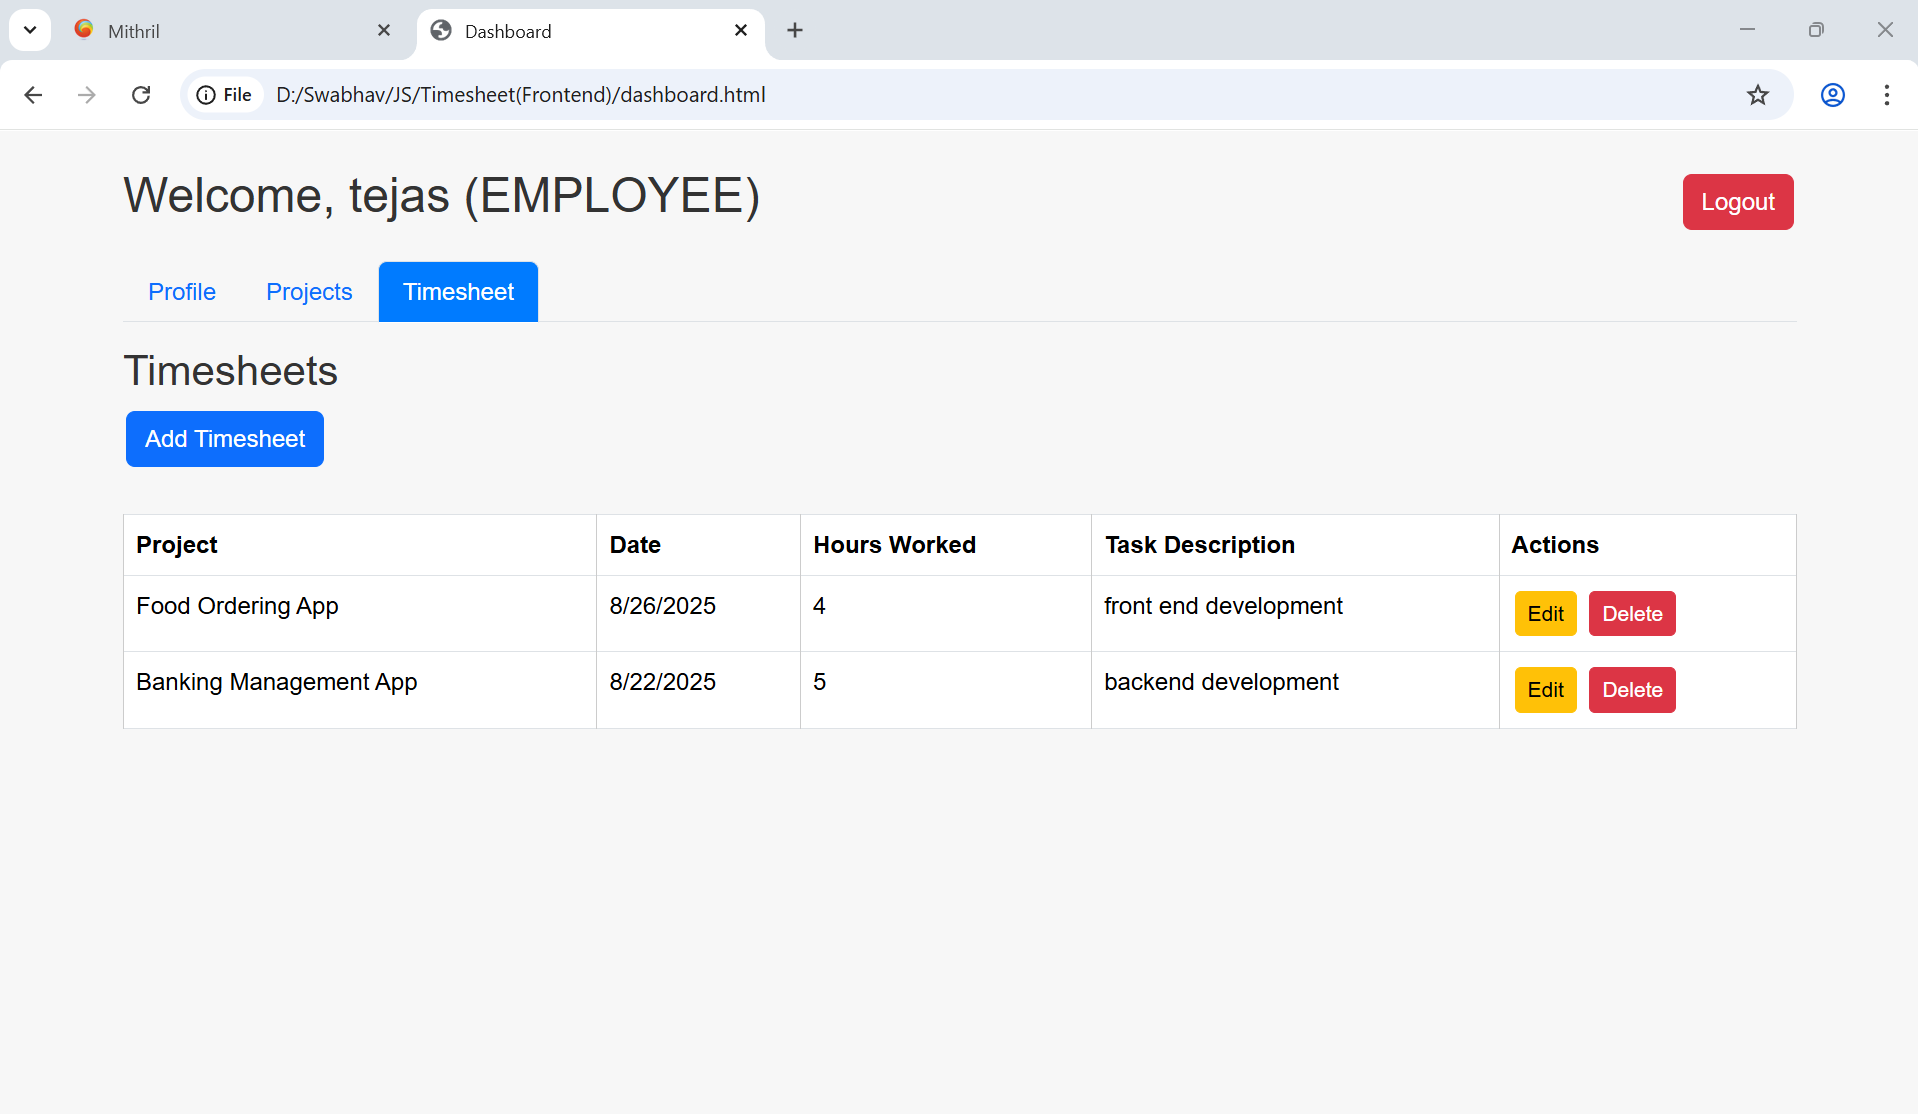 Mithril
Dashboard
File D:/Swabhav/JS/Timesheet(Frontend)/dashboard.html
Welcome, tejas (EMPLOYEE)
Logout
Profile Projects Timesheet
Timesheets
Add Timesheet
Project Date Hours Worked Task Description Actions
Food Ordering App 8/26/2025 4 front end development Edit Delete
Banking Management App 8/22/2025 5 backend development Edit Delete